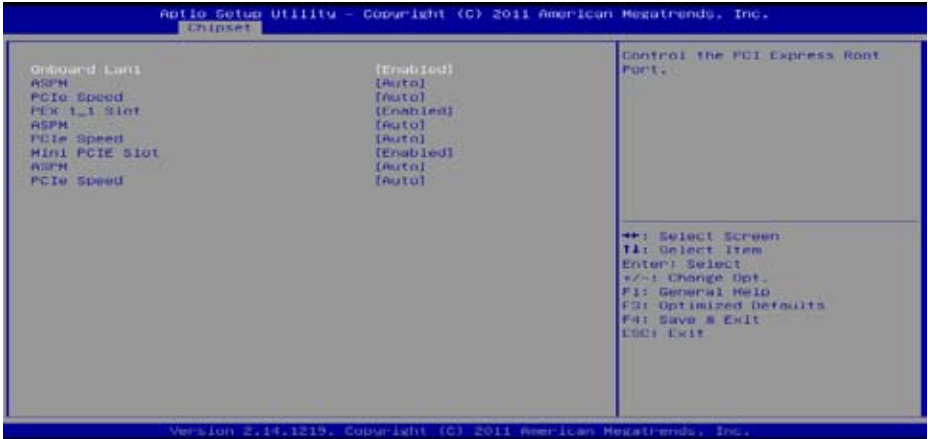 Aptio Setup Utility - Copyright (C) 2011 American Megatrends, Inc.
Chipset
Onboard Lan1 [Enabled]
ASPM [Auto]
PCIe Speed [Auto]
PEX 1_1 Slot [Enabled]
ASPM [Auto]
PCIe Speed [Auto]
Mini PCIE Slot [Enabled]
ASPM [Auto]
PCIe Speed [Auto]
Control the PCI Express Root
Port.
→←: Select Screen
↑↓: Select Item
Enter: Select
+/-: Change Opt.
F1: General Help
F3: Optimized Defaults
F4: Save & Exit
ESC: Exit
Version 2.14.1219. Copyright (C) 2011 American Megatrends, Inc.